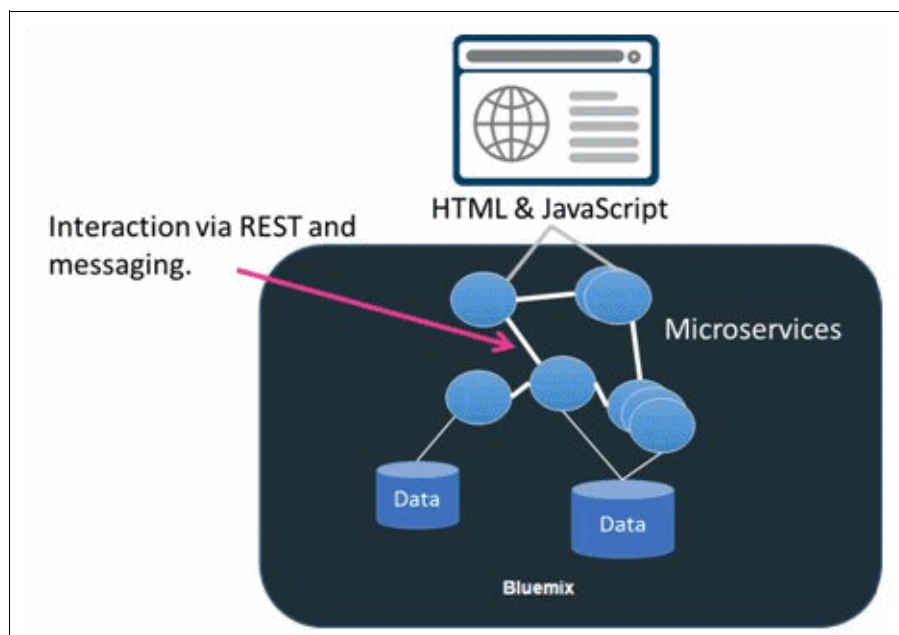 HTML & JavaScript
Interaction via REST and
messaging.
Microservices
Data
Data
Bluemix